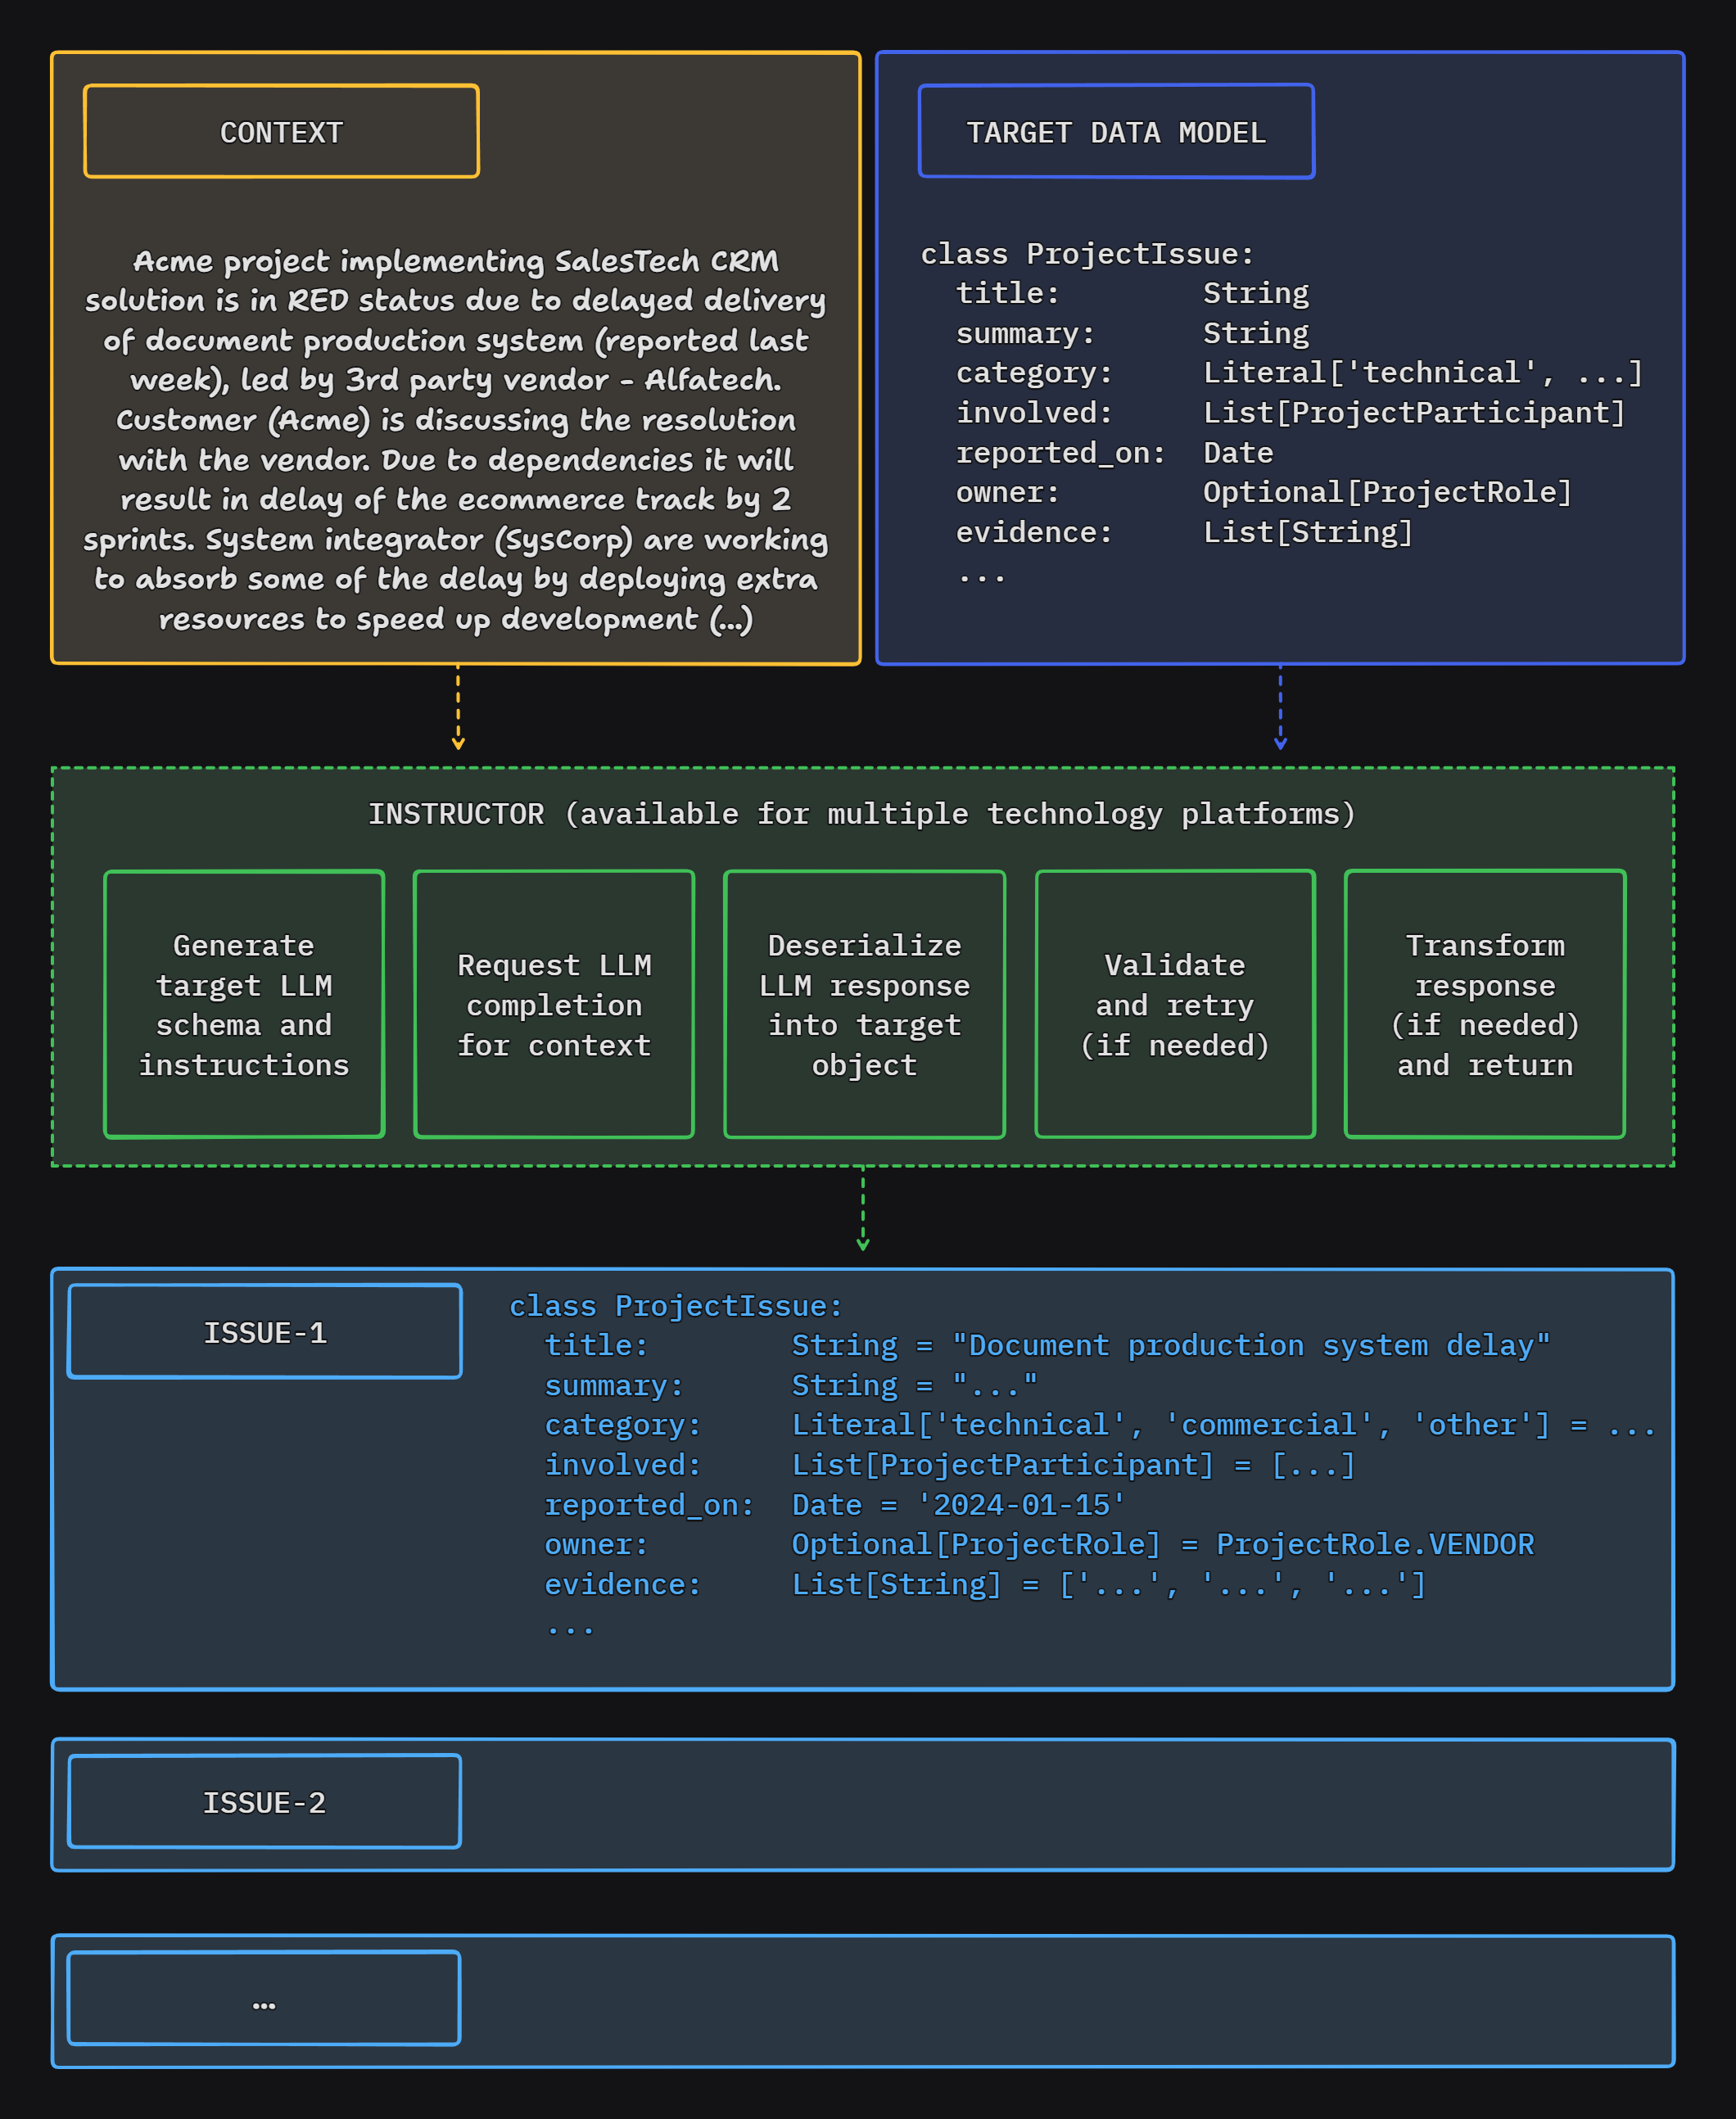 CONTEXT
Acme project implementing SalesTech CRM
solution is in RED status due to delayed delivery
of document production system (reported last
week), led by 3rd party vendor - Alfatech.
Customer (Acme) is discussing the resolution
with the vendor. Due to dependencies it will
result in delay of the ecommerce track by 2
sprints. System integrator (SysCorp) are working
to absorb some of the delay by deploying extra
resources to speed up development (...)
TARGET DATA MODEL
class ProjectIssue:
  title:        String
  summary:      String
  category:     Literal['technical', ...]
  involved:     List[ProjectParticipant]
  reported_on:  Date
  owner:        Optional[ProjectRole]
  evidence:     List[String]
  ...
INSTRUCTOR (available for multiple technology platforms)
Generate
target LLM
schema and
instructions
Request LLM
completion
for context
Deserialize
LLM response
into target
object
Validate
and retry
(if needed)
Transform
response
(if needed)
and return
ISSUE-1
class ProjectIssue:
  title:        String = "Document production system delay"
  summary:      String = "..."
  category:     Literal['technical', 'commercial', 'other'] = ...
  involved:     List[ProjectParticipant] = [...]
  reported_on:  Date = '2024-01-15'
  owner:        Optional[ProjectRole] = ProjectRole.VENDOR
  evidence:     List[String] = ['...', '...', '...']
  ...
ISSUE-2
...